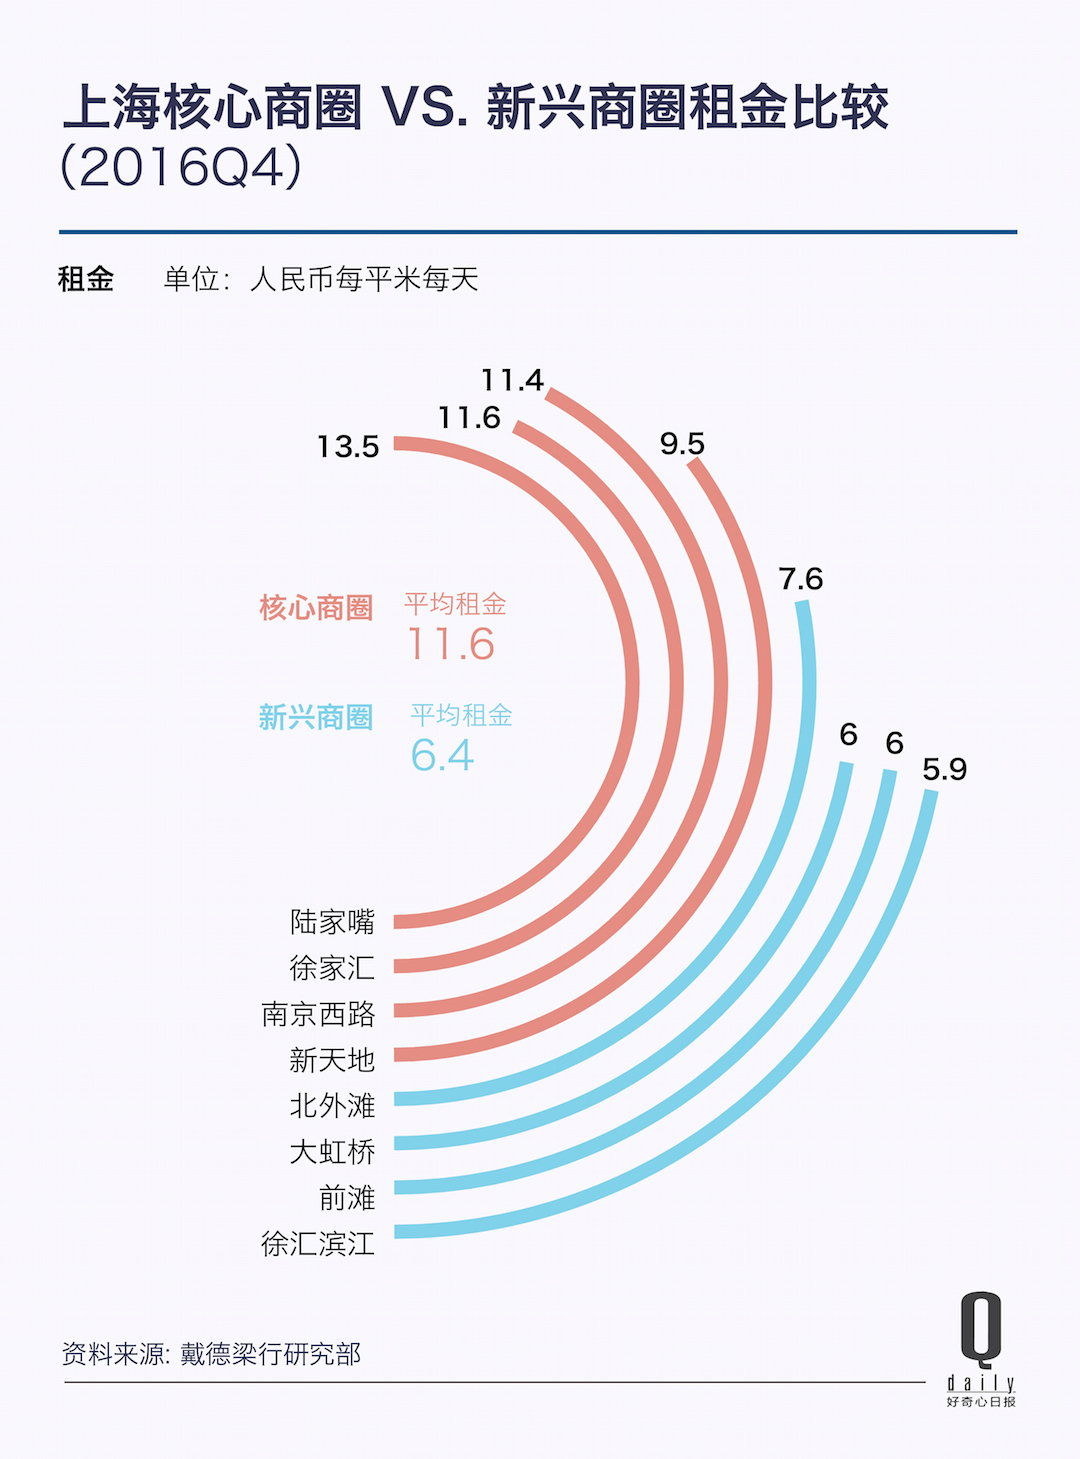 上海核心商圈 VS. 新兴商圈租金比较
(2016Q4)
租金 单位：人民币每平米每天
11.4
11.6
13.5
9.5
7.6
核心商圈 平均租金
11.6
新兴商圈 平均租金
6.4
6
6
5.9
陆家嘴
徐家汇
南京西路
新天地
北外滩
大虹桥
前滩
徐汇滨江
资料来源: 戴德梁行研究部
Q
daily
好奇心日报